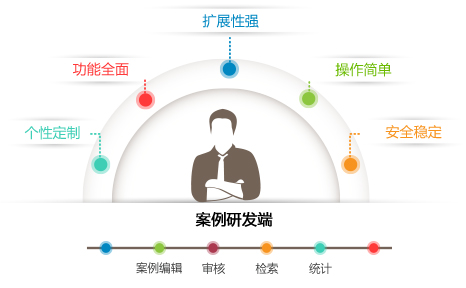 扩展性强
功能全面
操作简单
个性定制
安全稳定
案例研发端
案例编辑
审核
检索
统计